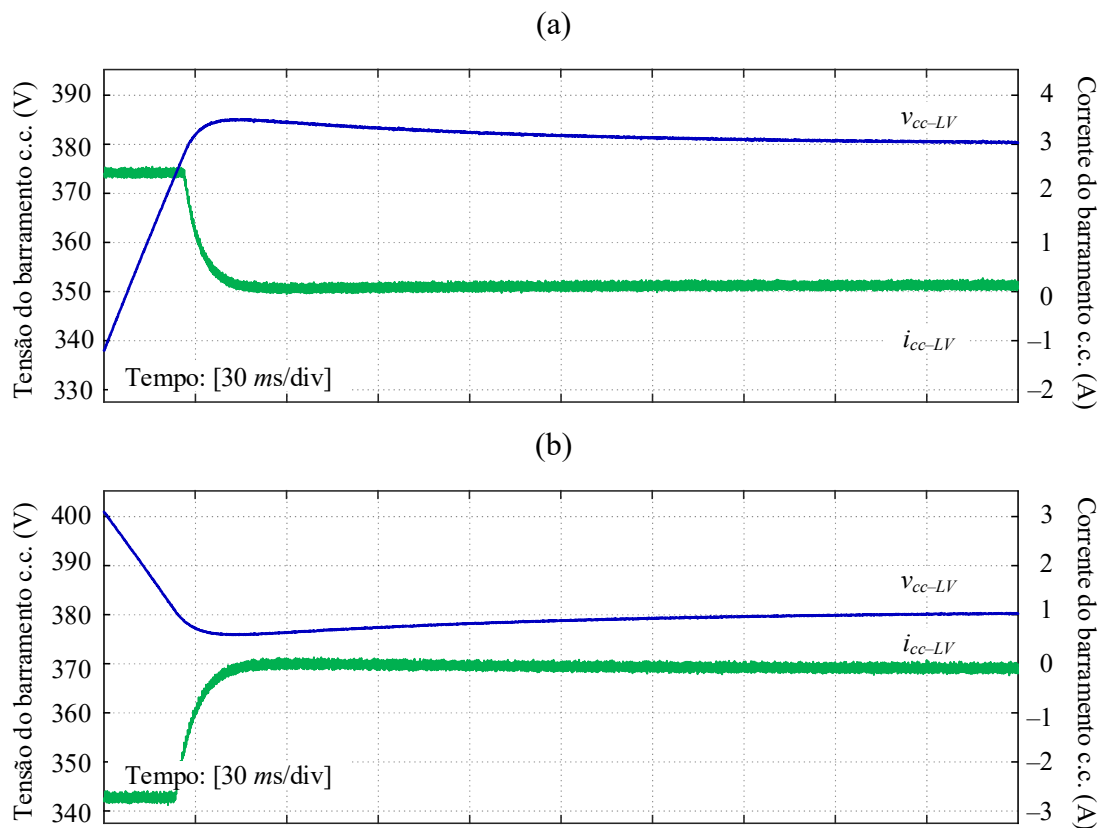 (a)
Tensão do barramento c.c. (V)
390
380
370
360
350
340
330
v_cc–LV
i_cc–LV
Tempo: [30 ms/div]
4
3
2
1
0
–1
–2
Corrente do barramento c.c. (A)
(b)
Tensão do barramento c.c. (V)
400
390
380
370
360
350
340
v_cc–LV
i_cc–LV
Tempo: [30 ms/div]
3
2
1
0
–1
–2
–3
Corrente do barramento c.c. (A)